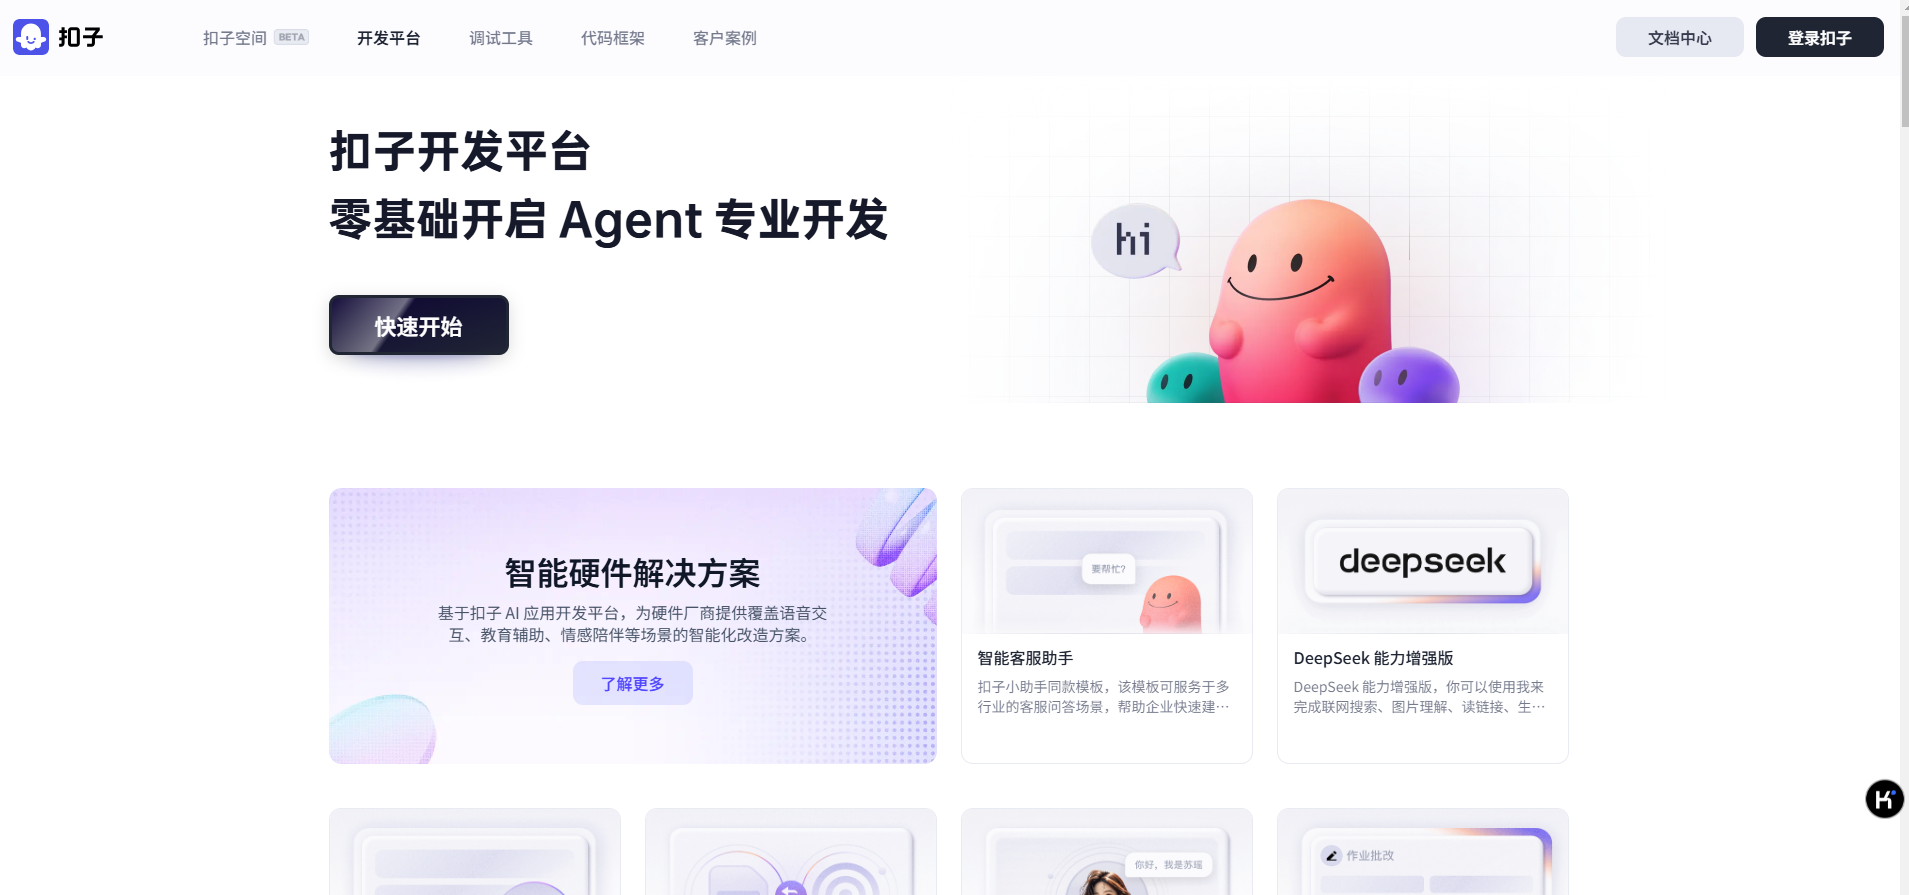 扣子
扣子空间 BETA
开发平台
调试工具
代码框架
客户案例
文档中心
登录扣子
扣子开发平台
零基础开启 Agent 专业开发
快速开始
hi
智能硬件解决方案
基于扣子 AI 应用开发平台，为硬件厂商提供覆盖语音交
互、教育辅助、情感陪伴等场景的智能化改造方案。
了解更多
要帮忙?
智能客服助手
扣子小助手同款模板，该模板可服务于多
行业的客服问答场景，帮助企业快速建…
deepseek
DeepSeek 能力增强版
DeepSeek 能力增强版，你可以使用我来
完成联网搜索、图片理解、读链接、生…
你好，我是苏瑶
作业批改
K